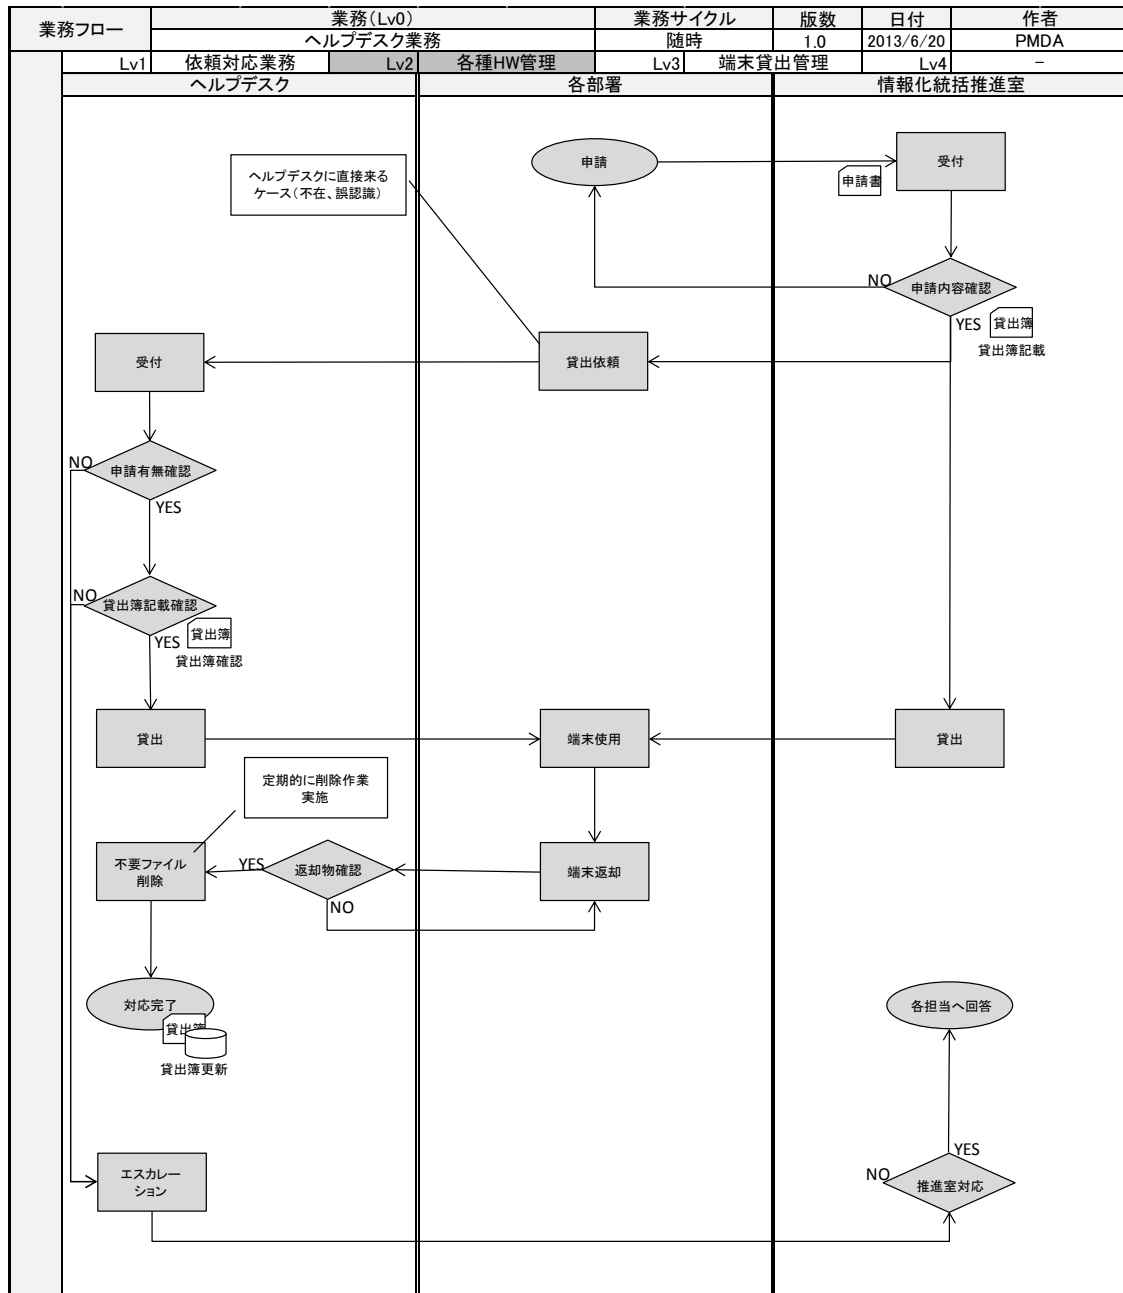 業務フロー
業務(Lv0)
業務サイクル
版数
日付
作者
ヘルプデスク業務
随時
1.0
2013/6/20
PMDA
Lv1
依頼対応業務
Lv2
各種HW管理
Lv3
端末貸出管理
Lv4
－
ヘルプデスク
各部署
情報化統括推進室
ヘルプデスクに直接来る
ケース(不在、誤認識)
申請
申請書
受付
NO
申請内容確認
YES
貸出簿
貸出簿記載
受付
貸出依頼
NO
申請有無確認
YES
NO
貸出簿記載確認
YES
貸出簿
貸出簿確認
貸出
端末使用
貸出
定期的に削除作業
実施
不要ファイル
削除
YES
返却物確認
NO
端末返却
対応完了
貸出簿
貸出簿更新
各担当へ回答
エスカレー
ション
YES
NO
推進室対応